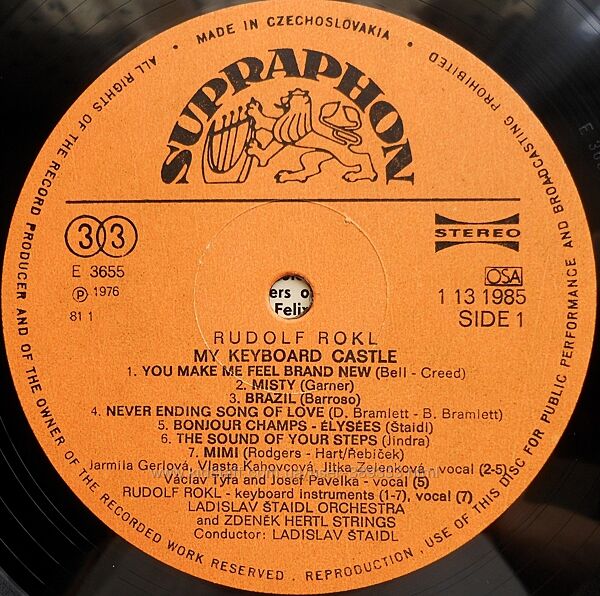 ALL RIGHTS OF THE RECORD PRODUCER AND OF THE OWNER OF THE RECORDED WORK RESERVED . REPRODUCTION , USE OF THIS DISC FOR PUBLIC PERFORMANCE AND BROADCASTING PROHIBITED
• MADE IN CZECHOSLOVAKIA •
SUPRAPHON
33
E 3655
Ⓟ 1976
81 1
STEREO
OSA
1 13 1985
SIDE 1
ers o
Felix
RUDOLF ROKL
MY KEYBOARD CASTLE
1. YOU MAKE ME FEEL BRAND NEW (Bell - Creed)
2. MISTY (Garner)
3. BRAZIL (Barroso)
4. NEVER ENDING SONG OF LOVE (D. Bramlett - B. Bramlett)
5. BONJOUR CHAMPS - ÉLYSÉES (Štaidl)
6. THE SOUND OF YOUR STEPS (Jindra)
7. MIMI (Rodgers - Hart/Řebíček)
Jarmila Gerlová, Vlasta Kahovcová, Jitka Zelenková - vocal (2-5)
Václav Týfa and Josef Pavelka - vocal (5)
RUDOLF ROKL - keyboard instruments (1-7), vocal (7)
LADISLAV ŠTAIDL ORCHESTRA
and ZDENĚK HERTL STRINGS
Conductor: LADISLAV ŠTAIDL